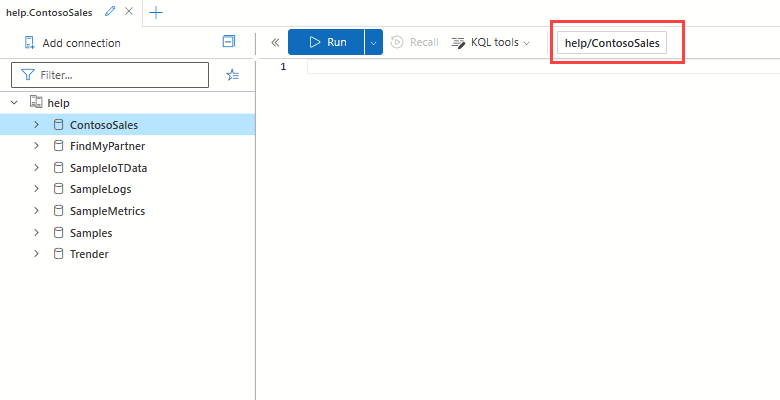 help.ContosoSales
Add connection
Run Recall KQL tools help/ContosoSales
Filter...
1
help
ContosoSales
FindMyPartner
SampleIoTData
SampleLogs
SampleMetrics
Samples
Trender